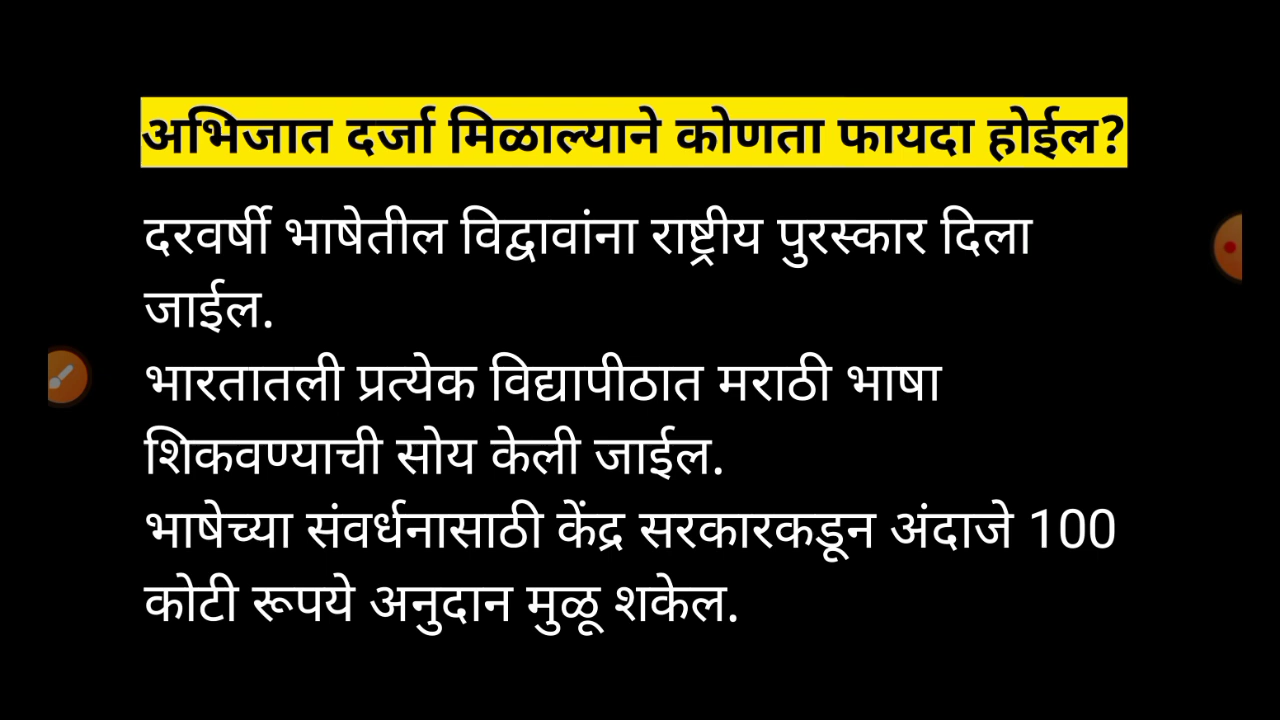 अभिजात दर्जा मिळाल्याने कोणता फायदा होईल?
दरवर्षी भाषेतील विद्वावांना राष्ट्रीय पुरस्कार दिला
जाईल.
भारतातली प्रत्येक विद्यापीठात मराठी भाषा
शिकवण्याची सोय केली जाईल.
भाषेच्या संवर्धनासाठी केंद्र सरकारकडून अंदाजे 100
कोटी रूपये अनुदान मुळू शकेल.